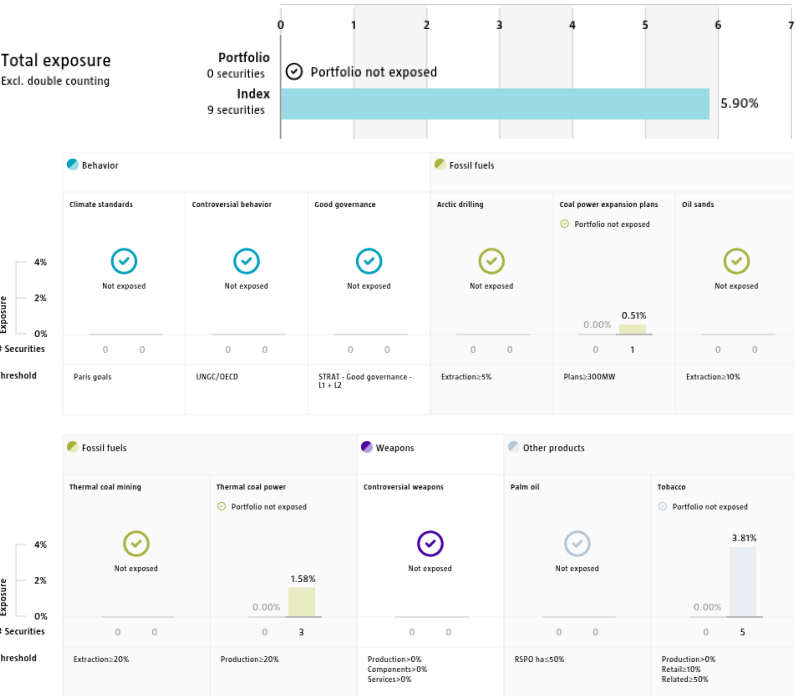 0 1 2 3 4 5 6 7
Total exposure
Excl. double counting
Portfolio
0 securities
Portfolio not exposed
Index
9 securities
5.90%
Behavior
Fossil fuels
Climate standards
Controversial behavior
Good governance
Arctic drilling
Coal power expansion plans
Oil sands
Portfolio not exposed
Not exposed
Not exposed
Not exposed
Not exposed
Not exposed
Exposure
4%
2%
0%
0.00%
0.51%
# Securities
0 0
0 0
0 0
0 0
0 1
0 0
hreshold
Paris goals
UNGC/OECD
STRAT - Good governance -
L1 + L2
Extraction≥5%
Plans≥300MW
Extraction≥10%
Fossil fuels
Weapons
Other products
Thermal coal mining
Thermal coal power
Controversial weapons
Palm oil
Tobacco
Portfolio not exposed
Portfolio not exposed
Not exposed
Not exposed
Not exposed
Exposure
4%
2%
0%
0.00%
1.58%
0.00%
3.81%
# Securities
0 0
0 3
0 0
0 0
0 5
hreshold
Extraction≥20%
Production≥20%
Production>0%
Components>0%
Services>0%
RSPO ha≤50%
Production>0%
Retail≥10%
Related≥50%